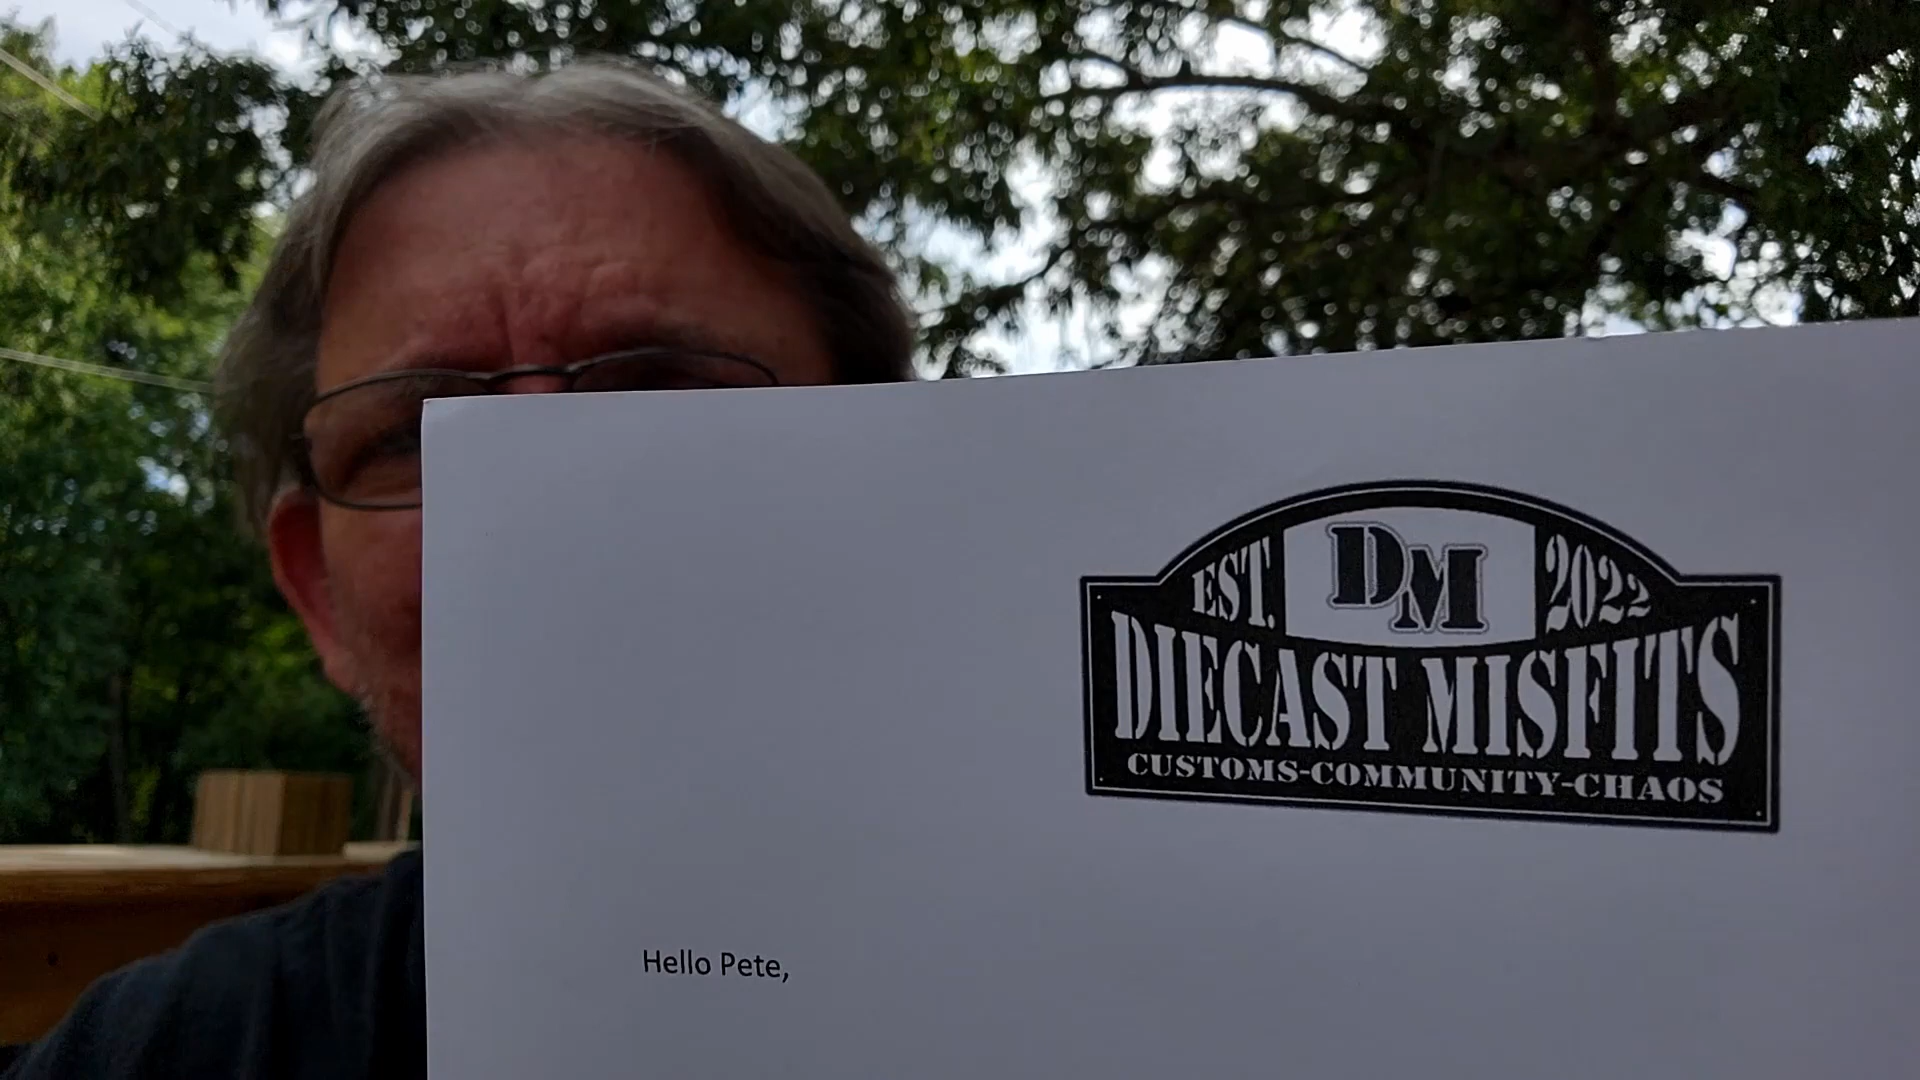 DM
EST. 2022
DIECAST MISFITS
CUSTOMS-COMMUNITY-CHAOS
Hello Pete,